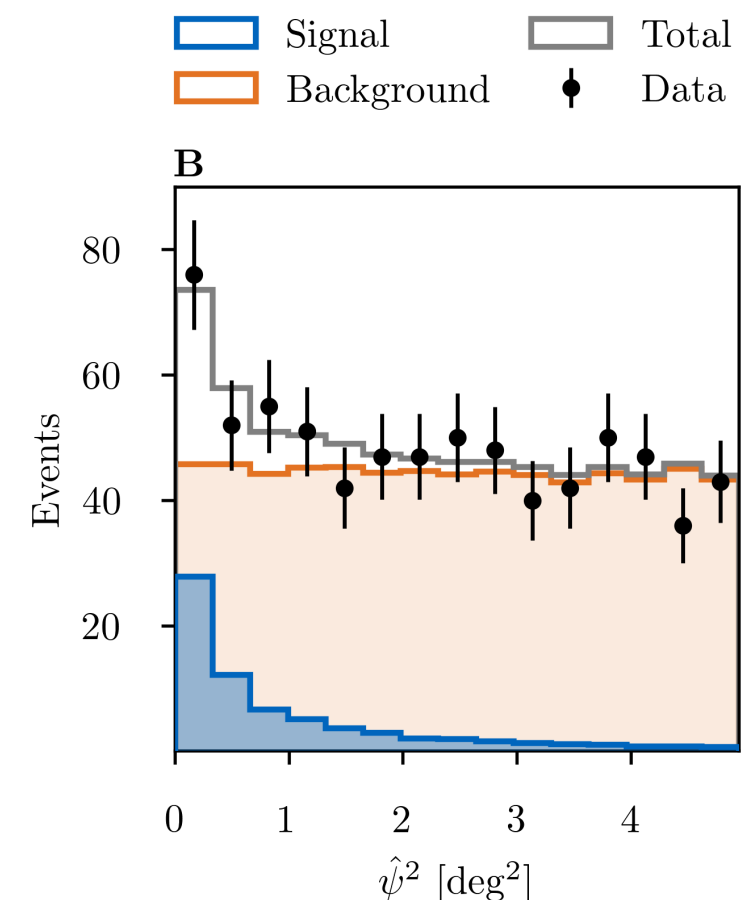 Signal Total
Background Data
B
80
60
40
20
Events
0 1 2 3 4
ψ̂² [deg²]